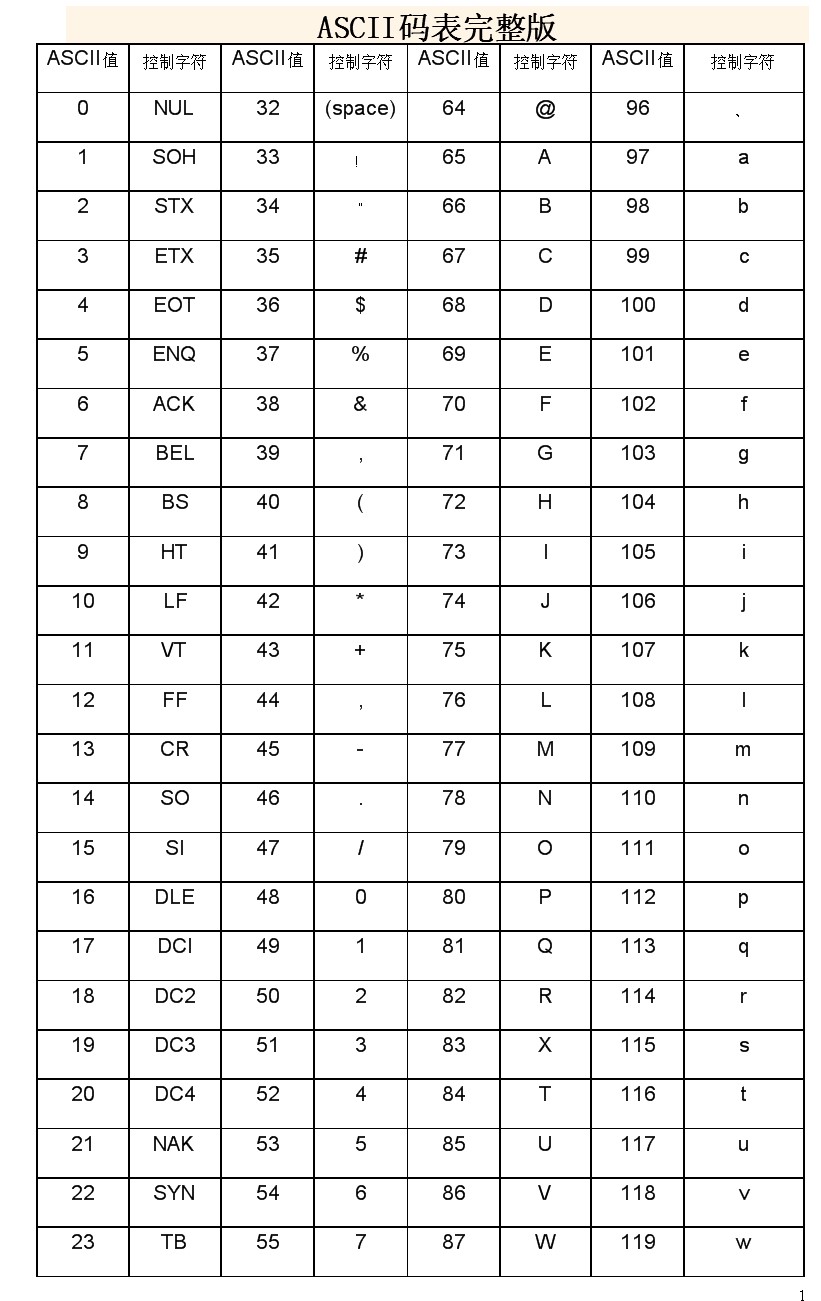 ASCII码表完整版
ASCII值 控制字符 ASCII值 控制字符 ASCII值 控制字符 ASCII值 控制字符
0 NUL 32 (space) 64 @ 96 、
1 SOH 33 ! 65 A 97 a
2 STX 34 " 66 B 98 b
3 ETX 35 # 67 C 99 c
4 EOT 36 $ 68 D 100 d
5 ENQ 37 % 69 E 101 e
6 ACK 38 & 70 F 102 f
7 BEL 39 , 71 G 103 g
8 BS 40 ( 72 H 104 h
9 HT 41 ) 73 I 105 i
10 LF 42 * 74 J 106 j
11 VT 43 + 75 K 107 k
12 FF 44 , 76 L 108 l
13 CR 45 - 77 M 109 m
14 SO 46 . 78 N 110 n
15 SI 47 / 79 O 111 o
16 DLE 48 0 80 P 112 p
17 DCI 49 1 81 Q 113 q
18 DC2 50 2 82 R 114 r
19 DC3 51 3 83 X 115 s
20 DC4 52 4 84 T 116 t
21 NAK 53 5 85 U 117 u
22 SYN 54 6 86 V 118 v
23 TB 55 7 87 W 119 w
1